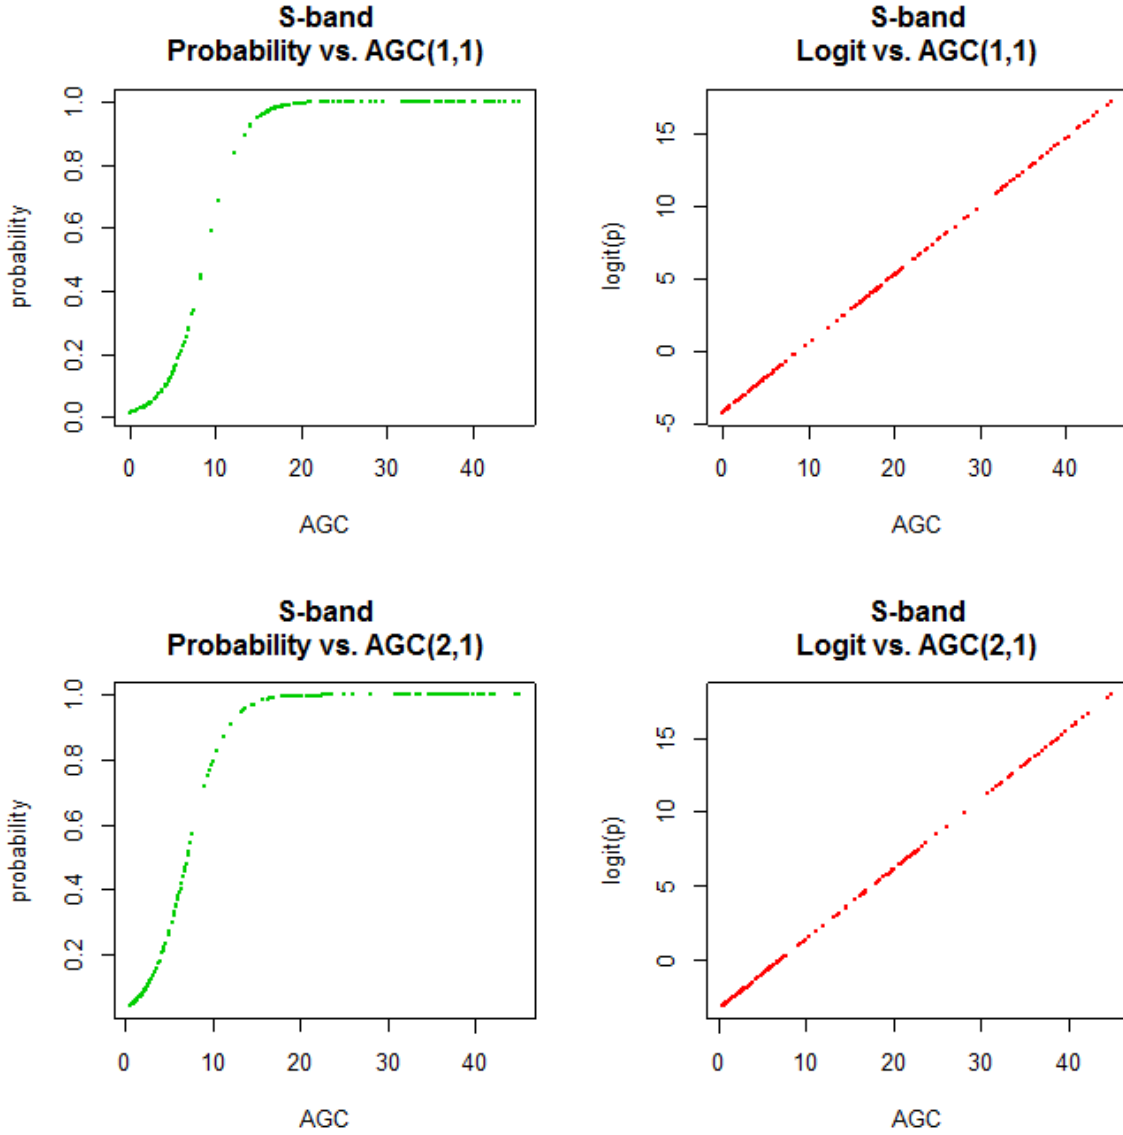 S-band
Probability vs. AGC(1,1)
probability
0.0 0.2 0.4 0.6 0.8 1.0
0 10 20 30 40
AGC
S-band
Logit vs. AGC(1,1)
logit(p)
-5 0 5 10 15
0 10 20 30 40
AGC
S-band
Probability vs. AGC(2,1)
probability
0.2 0.4 0.6 0.8 1.0
0 10 20 30 40
AGC
S-band
Logit vs. AGC(2,1)
logit(p)
0 5 10 15
0 10 20 30 40
AGC